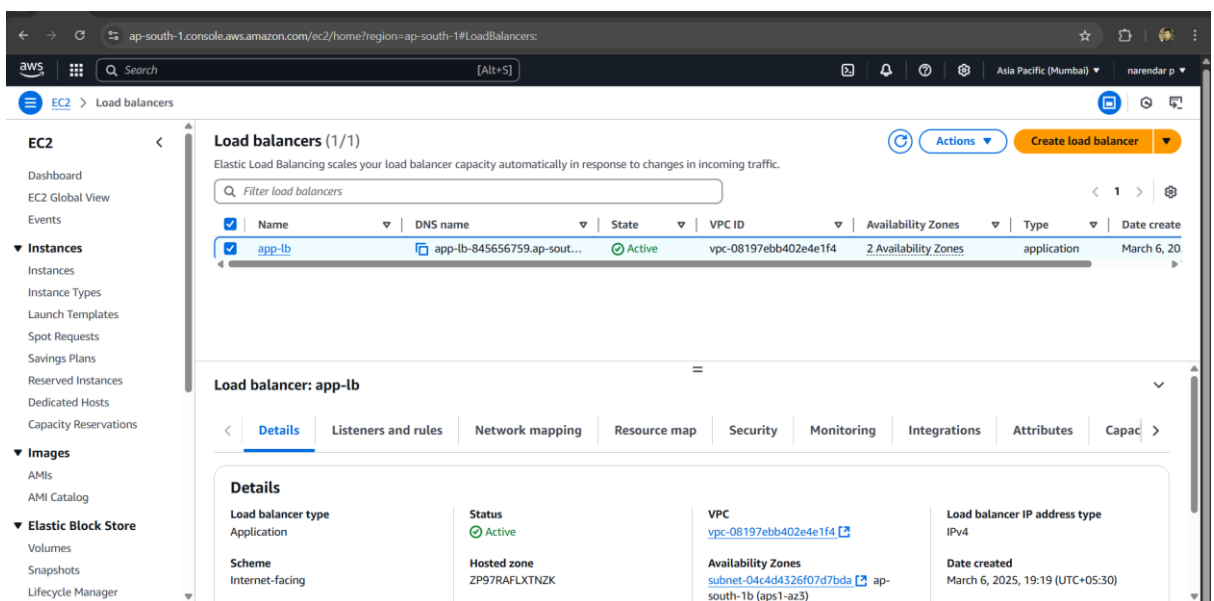 ap-south-1.console.aws.amazon.com/ec2/home?region=ap-south-1#LoadBalancers:
aws Search [Alt+S] Asia Pacific (Mumbai) narendar p
EC2 > Load balancers
EC2
Dashboard
EC2 Global View
Events
Instances
Instances
Instance Types
Launch Templates
Spot Requests
Savings Plans
Reserved Instances
Dedicated Hosts
Capacity Reservations
Images
AMIs
AMI Catalog
Elastic Block Store
Volumes
Snapshots
Lifecycle Manager
Load balancers (1/1) Actions Create load balancer
Elastic Load Balancing scales your load balancer capacity automatically in response to changes in incoming traffic.
Filter load balancers 1
Name DNS name State VPC ID Availability Zones Type Date create
app-lb app-lb-845656759.ap-sout... Active vpc-08197ebb402e4e1f4 2 Availability Zones application March 6, 20
Load balancer: app-lb
Details Listeners and rules Network mapping Resource map Security Monitoring Integrations Attributes Capac
Details
Load balancer type Status VPC Load balancer IP address type
Application Active vpc-08197ebb402e4e1f4 IPv4
Scheme Hosted zone Availability Zones Date created
Internet-facing ZP97RAFLXTNZK subnet-04c4d4326f07d7bda ap- March 6, 2025, 19:19 (UTC+05:30)
south-1b (aps1-az3)